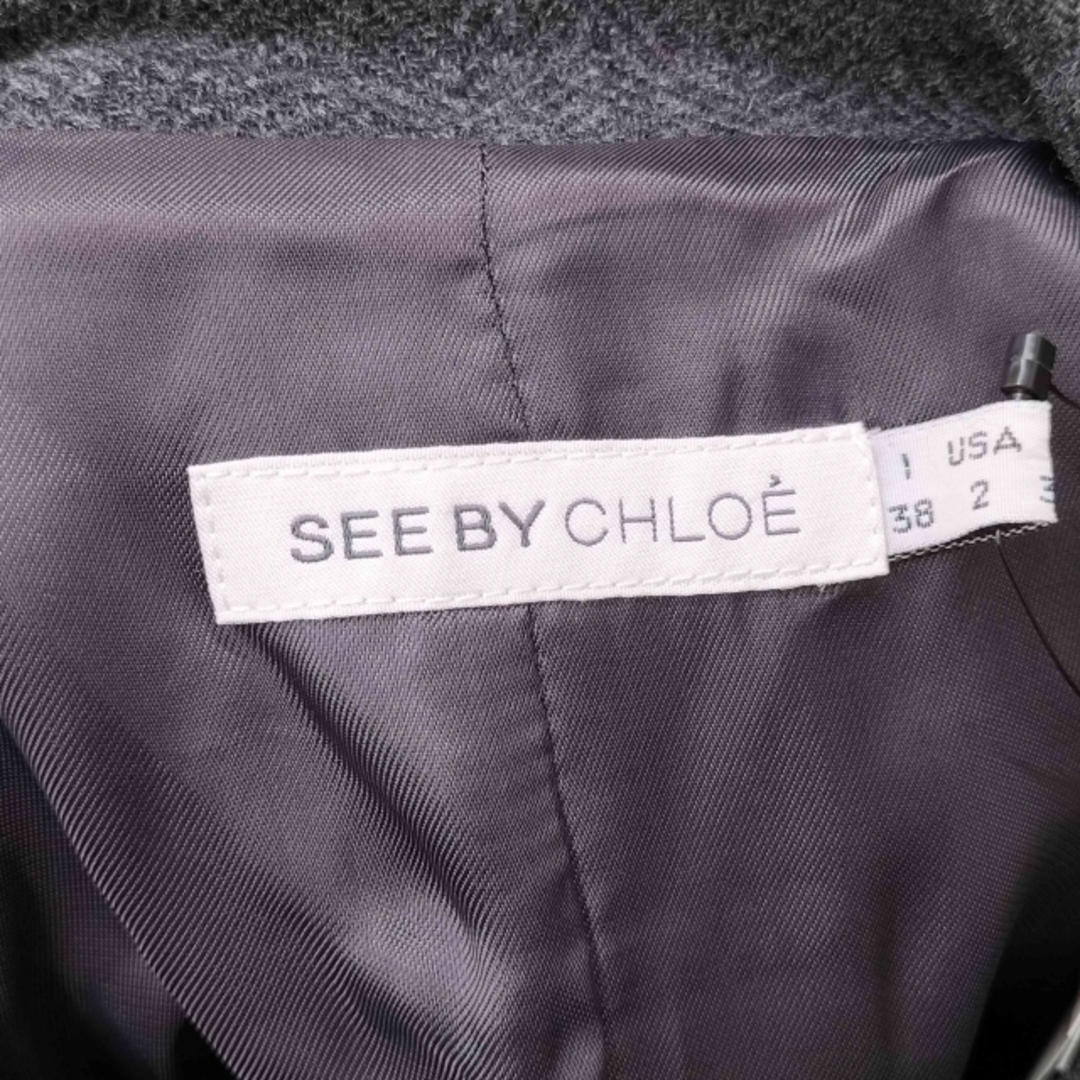 SEE BY CHLOÉ
I USA
38 2